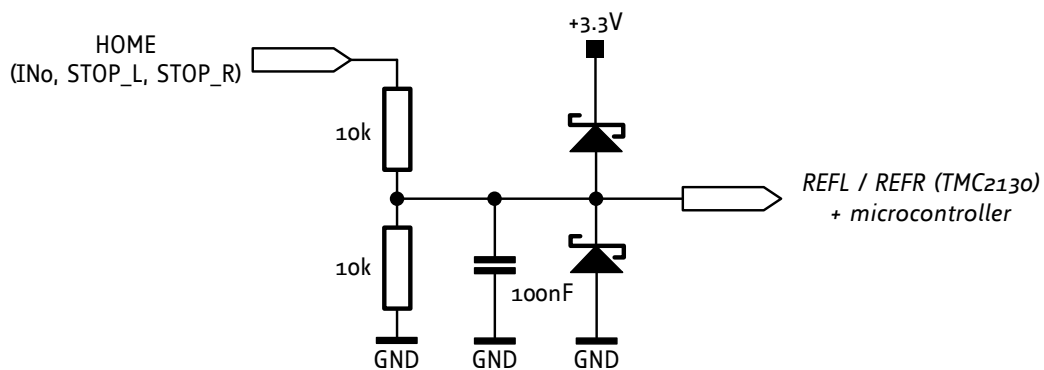 +3.3V
HOME
(IN0, STOP_L, STOP_R)
10k
REFL / REFR (TMC2130)
+ microcontroller
10k
100nF
GND
GND
GND